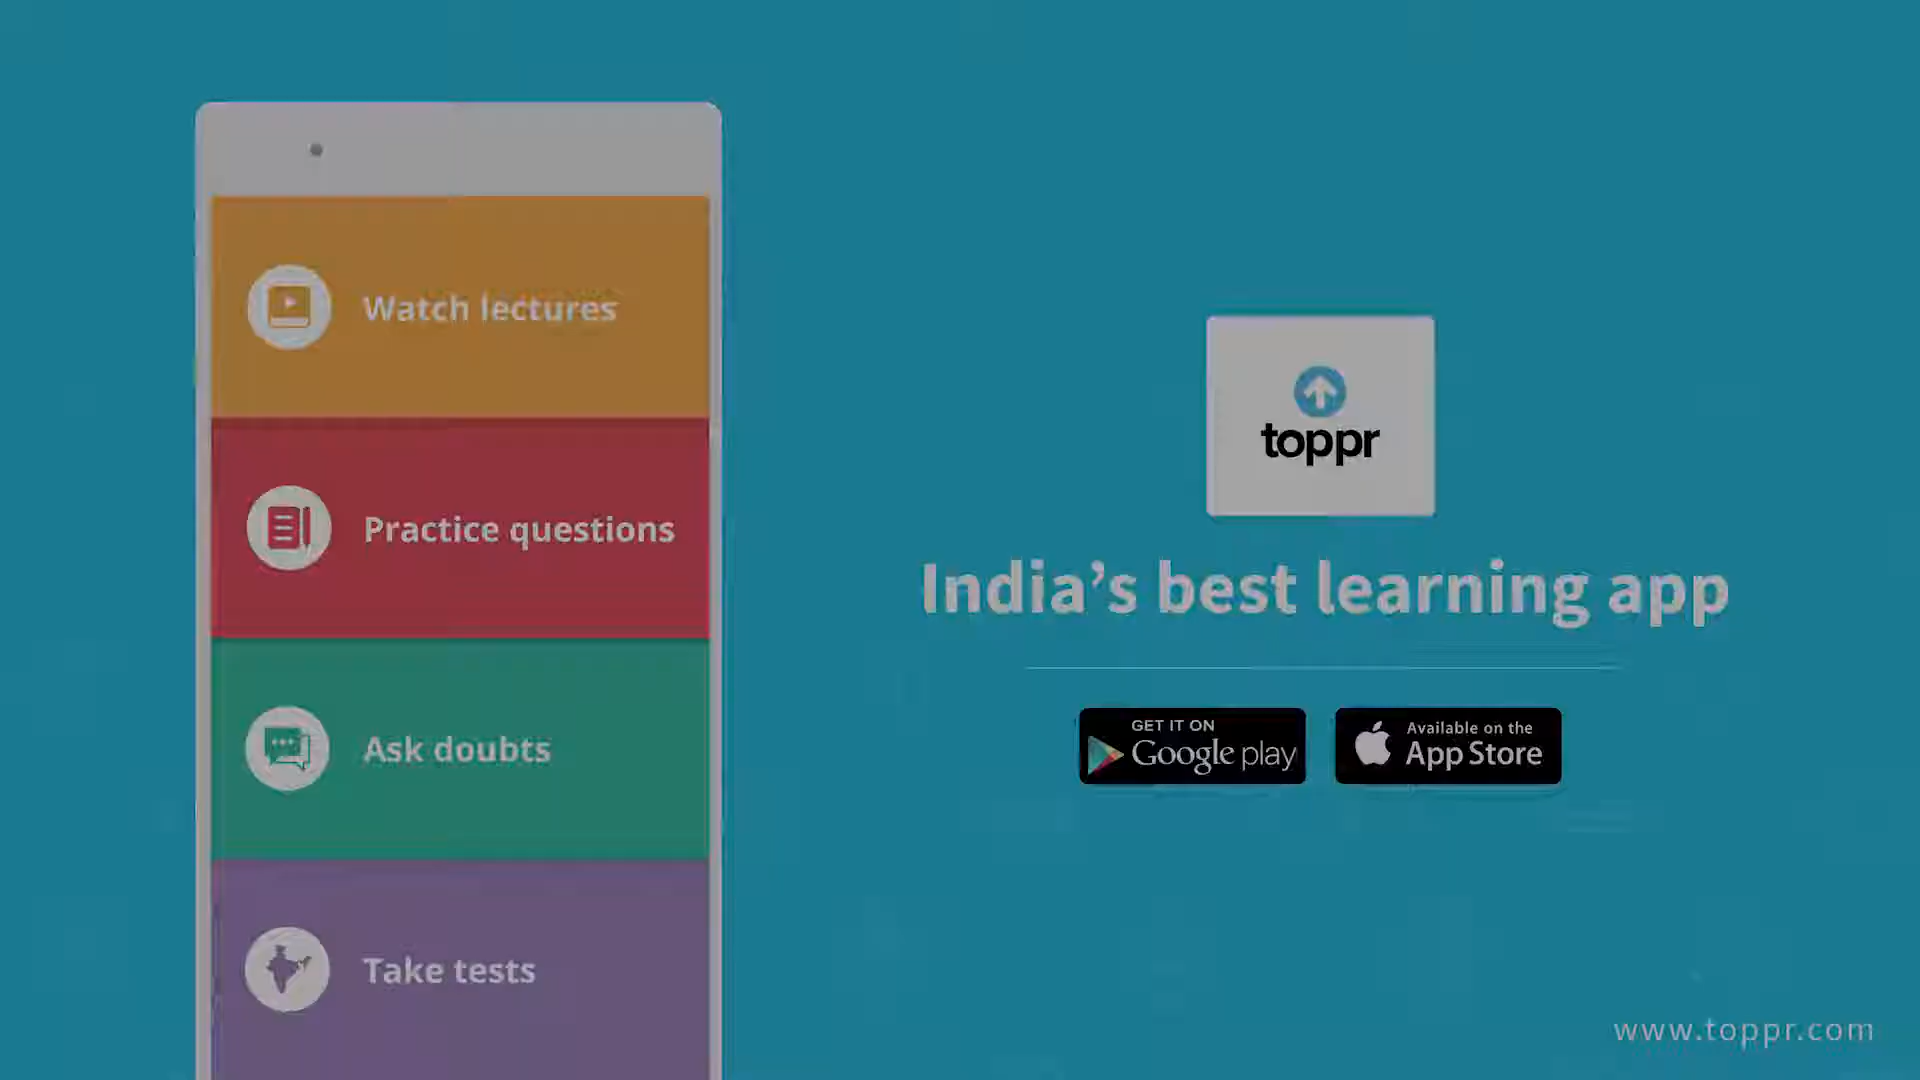 Watch lectures
Practice questions
Ask doubts
Take tests
toppr
India’s best learning app
GET IT ON
Google play
Available on the
App Store
www.toppr.com